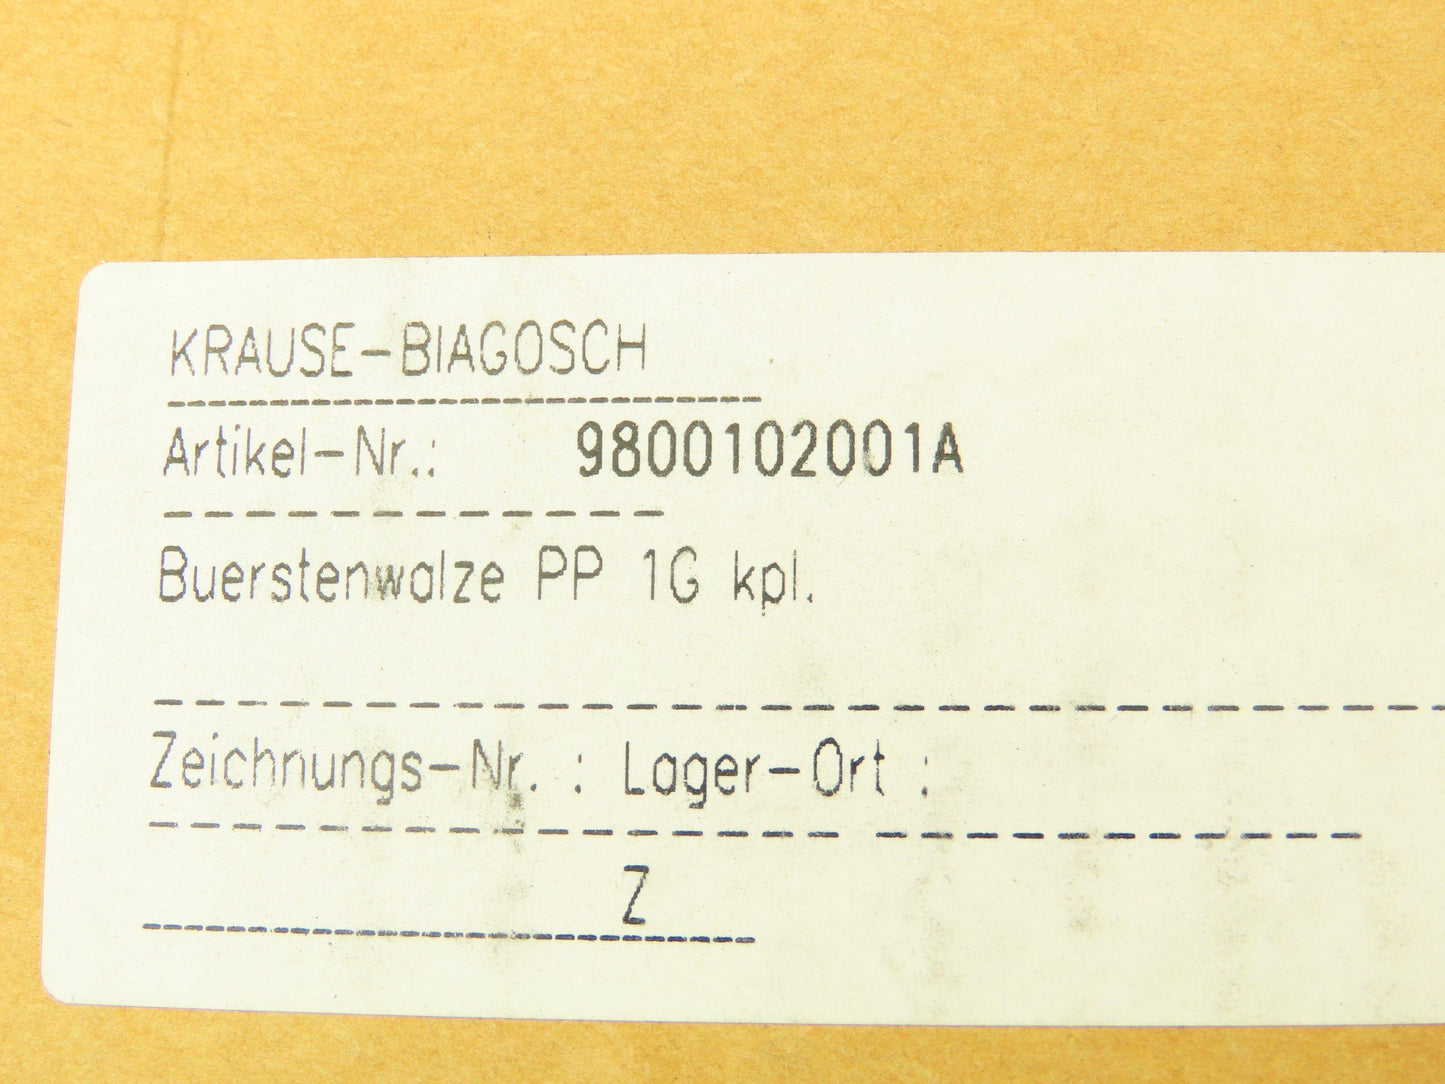 KRAUSE-BIAGOSCH
Artikel-Nr.: 9800102001A
Buerstenwalze PP 1G kpl.
Zeichnungs-Nr. : Lager-Ort :
Z